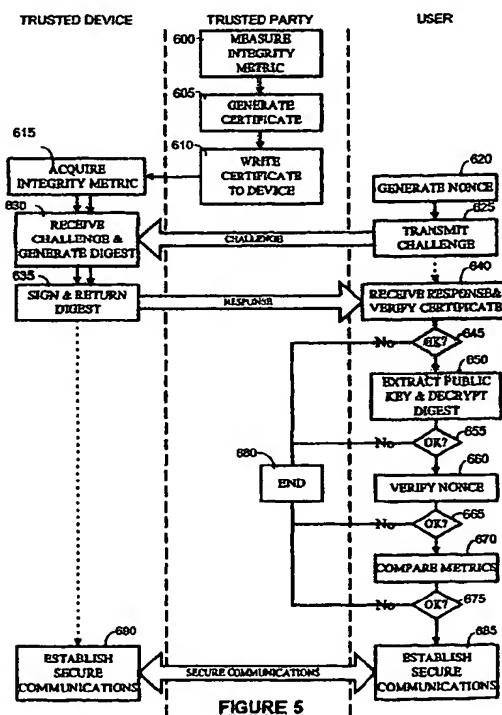 TRUSTED DEVICE
TRUSTED PARTY
USER
600
MEASURE
INTEGRITY
METRIC
605
GENERATE
CERTIFICATE
610
WRITE
CERTIFICATE
TO DEVICE
615
ACQUIRE
INTEGRITY METRIC
620
GENERATE NONCE
630
RECEIVE
CHALLENGE &
GENERATE DIGEST
625
TRANSMIT
CHALLENGE
CHALLENGE
635
SIGN & RETURN
DIGEST
RESPONSE
640
RECEIVE RESPONSE &
VERIFY CERTIFICATE
No
OK?
645
650
EXTRACT PUBLIC
KEY & DECRYPT
DIGEST
No
OK?
655
680
END
660
VERIFY NONCE
No
OK?
665
670
COMPARE METRICS
No
OK?
675
690
ESTABLISH
SECURE
COMMUNICATIONS
SECURE COMMUNICATIONS
685
ESTABLISH
SECURE
COMMUNICATIONS
FIGURE 5